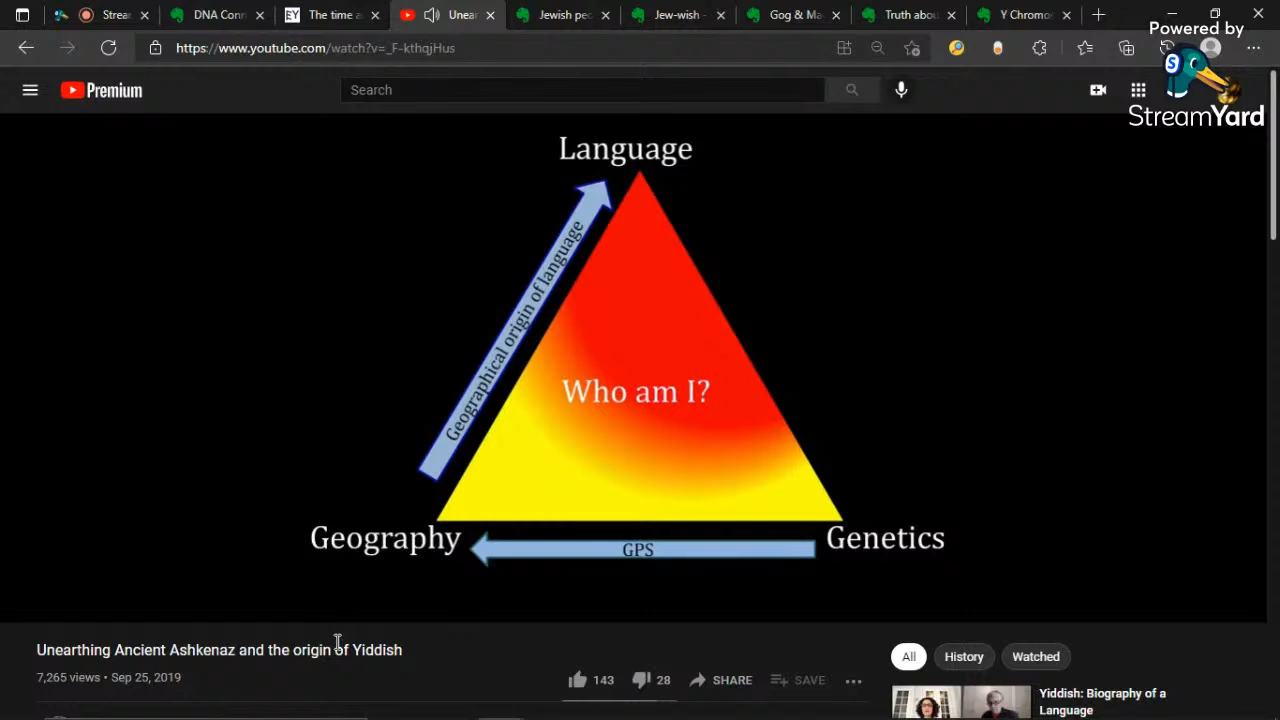 Strea
DNA Conn
EY
The time a
Unear
Jewish pe
Jew-wish -
Gog & Ma
Truth abou
Y Chromo
https://www.youtube.com/watch?v=_F-kthqjHus
Powered by
S
StreamYard
Premium
Search
Language
Geographical origin of language
Who am I?
Geography
GPS
Genetics
Unearthing Ancient Ashkenaz and the origin of Yiddish
7,265 views • Sep 25, 2019
143
28
SHARE
SAVE
All
History
Watched
Yiddish: Biography of a
Language